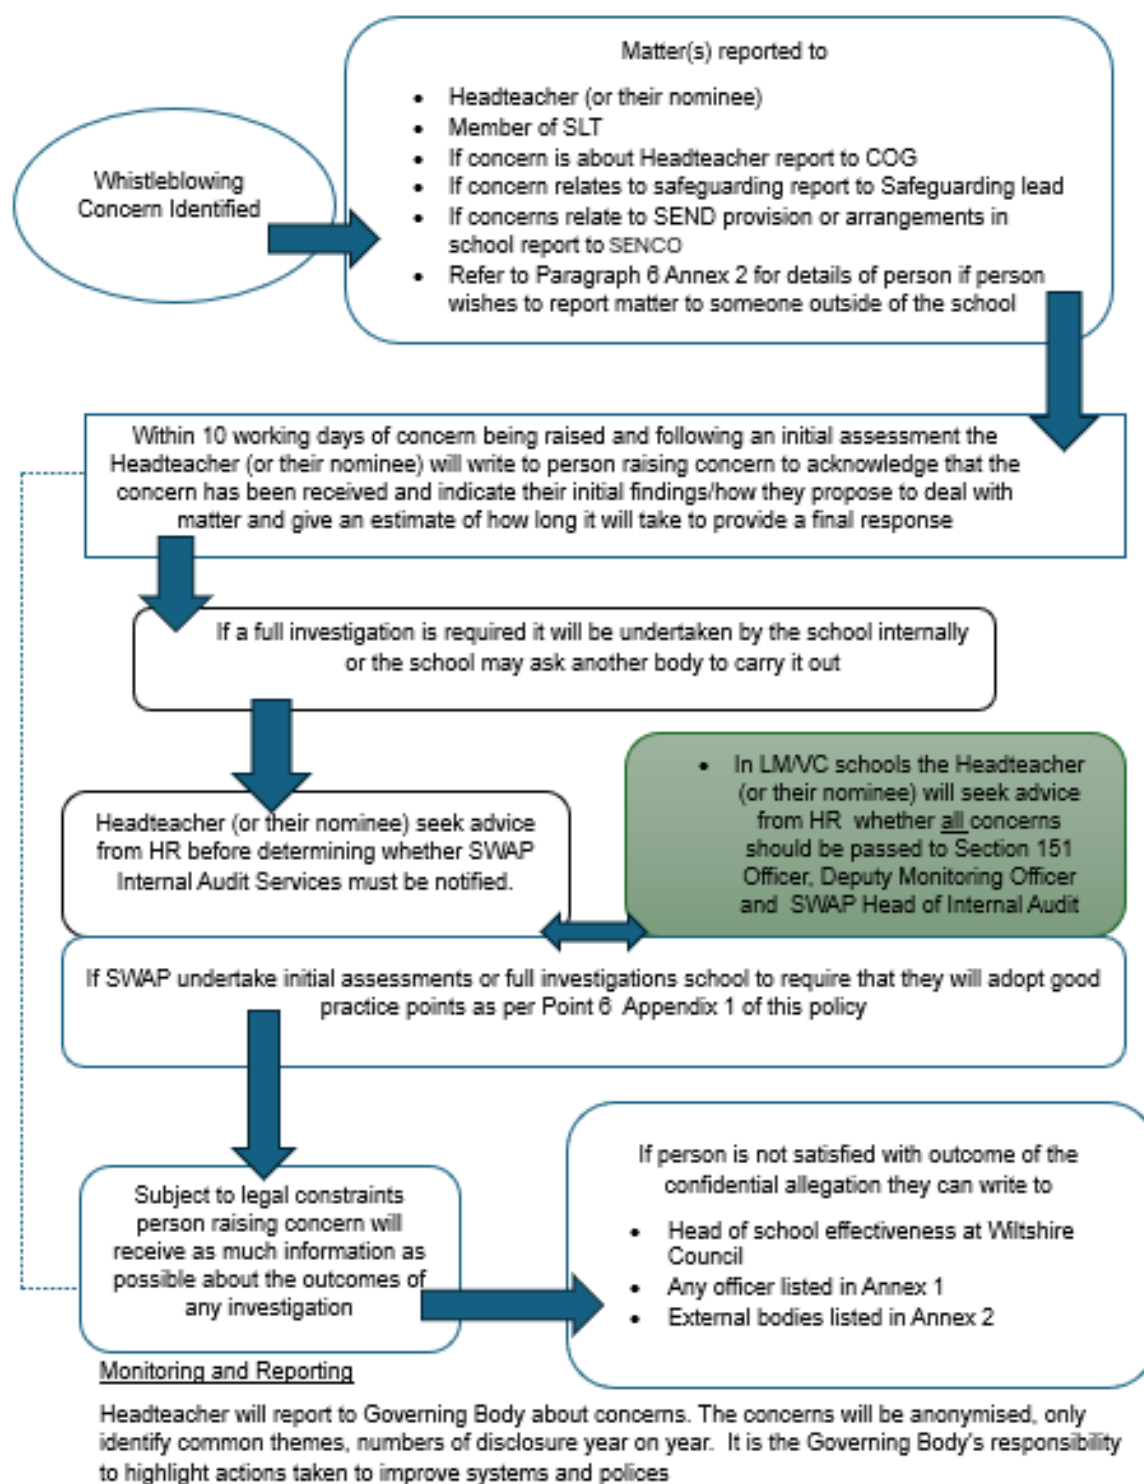 Matter(s) reported to
• Headteacher (or their nominee)
• Member of SLT
• If concern is about Headteacher report to COG
• If concern relates to safeguarding report to Safeguarding lead
• If concerns relate to SEND provision or arrangements in
school report to SENCO
• Refer to Paragraph 6 Annex 2 for details of person if person
wishes to report matter to someone outside of the school
Whistleblowing
Concern Identified
Within 10 working days of concern being raised and following an initial assessment the
Headteacher (or their nominee) will write to person raising concern to acknowledge that the
concern has been received and indicate their initial findings/how they propose to deal with
matter and give an estimate of how long it will take to provide a final response
If a full investigation is required it will be undertaken by the school internally
or the school may ask another body to carry it out
Headteacher (or their nominee) seek advice
from HR before determining whether SWAP
Internal Audit Services must be notified.
• In LM/VC schools the Headteacher
(or their nominee) will seek advice
from HR whether all concerns
should be passed to Section 151
Officer, Deputy Monitoring Officer
and SWAP Head of Internal Audit
If SWAP undertake initial assessments or full investigations school to require that they will adopt good
practice points as per Point 6 Appendix 1 of this policy
Subject to legal constraints
person raising concern will
receive as much information as
possible about the outcomes of
any investigation
If person is not satisfied with outcome of the
confidential allegation they can write to
• Head of school effectiveness at Wiltshire
Council
• Any officer listed in Annex 1
• External bodies listed in Annex 2
Monitoring and Reporting
Headteacher will report to Governing Body about concerns. The concerns will be anonymised, only
identify common themes, numbers of disclosure year on year. It is the Governing Body's responsibility
to highlight actions taken to improve systems and polices